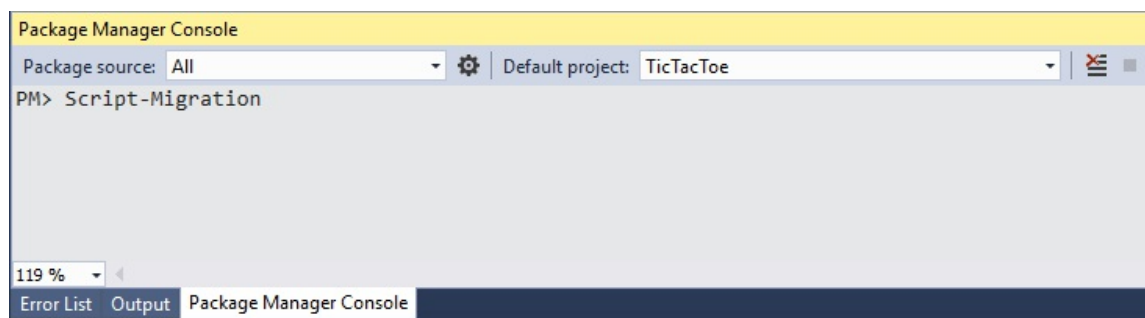 Package Manager Console
Package source: All Default project: TicTacToe
PM> Script-Migration
119 %
Error List Output Package Manager Console